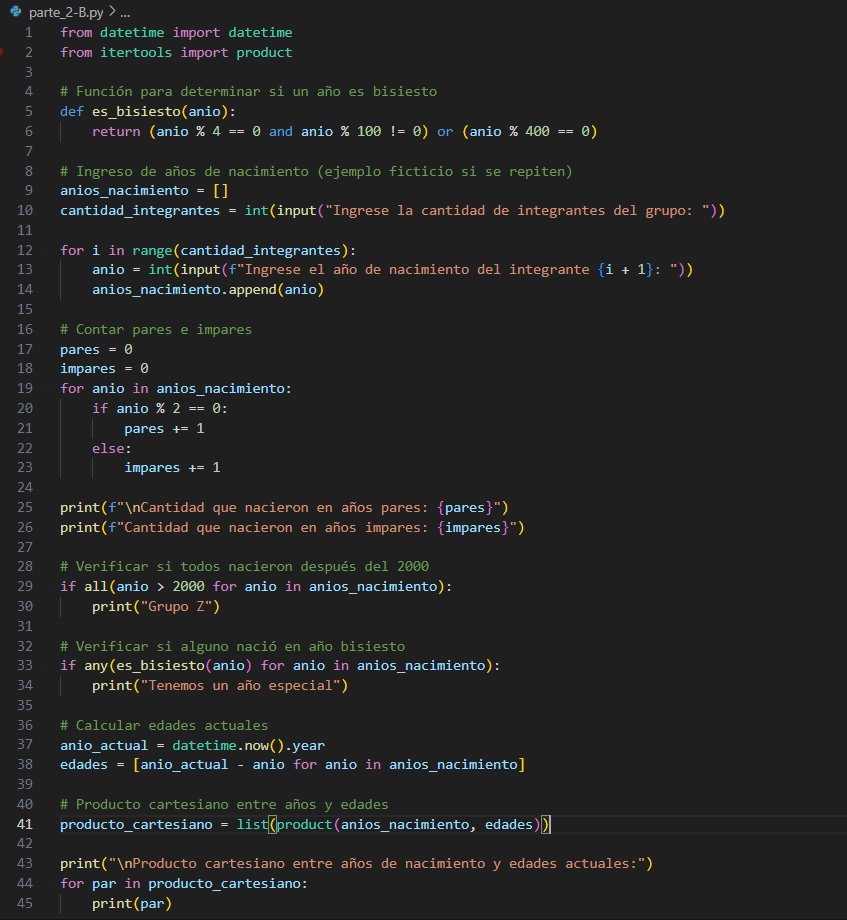 parte_2-B.py > ...
1 from datetime import datetime
2 from itertools import product
3
4 # Función para determinar si un año es bisiesto
5 def es_bisiesto(anio):
6     return (anio % 4 == 0 and anio % 100 != 0) or (anio % 400 == 0)
7
8 # Ingreso de años de nacimiento (ejemplo ficticio si se repiten)
9 anios_nacimiento = []
10 cantidad_integrantes = int(input("Ingrese la cantidad de integrantes del grupo: "))
11
12 for i in range(cantidad_integrantes):
13     anio = int(input(f"Ingrese el año de nacimiento del integrante {i + 1}: "))
14     anios_nacimiento.append(anio)
15
16 # Contar pares e impares
17 pares = 0
18 impares = 0
19 for anio in anios_nacimiento:
20     if anio % 2 == 0:
21         pares += 1
22     else:
23         impares += 1
24
25 print(f"\nCantidad que nacieron en años pares: {pares}")
26 print(f"Cantidad que nacieron en años impares: {impares}")
27
28 # Verificar si todos nacieron después del 2000
29 if all(anio > 2000 for anio in anios_nacimiento):
30     print("Grupo Z")
31
32 # Verificar si alguno nació en año bisiesto
33 if any(es_bisiesto(anio) for anio in anios_nacimiento):
34     print("Tenemos un año especial")
35
36 # Calcular edades actuales
37 anio_actual = datetime.now().year
38 edades = [anio_actual - anio for anio in anios_nacimiento]
39
40 # Producto cartesiano entre años y edades
41 producto_cartesiano = list(product(anios_nacimiento, edades))
42
43 print("\nProducto cartesiano entre años de nacimiento y edades actuales:")
44 for par in producto_cartesiano:
45     print(par)